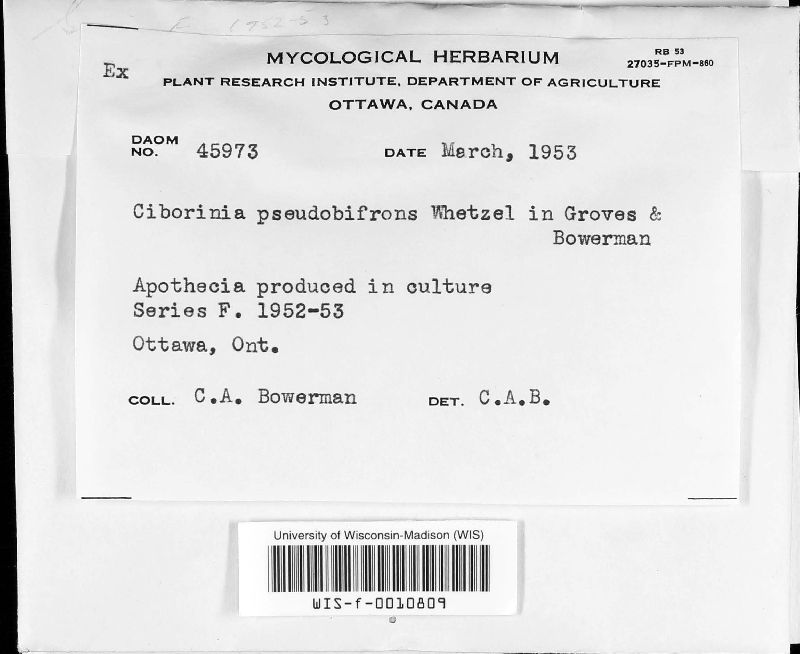 F 1952-53
Ex
MYCOLOGICAL HERBARIUM
RB 53
27035-FPM-860
PLANT RESEARCH INSTITUTE, DEPARTMENT OF AGRICULTURE
OTTAWA, CANADA
DAOM NO. 45973 DATE March, 1953
Ciborinia pseudobifrons Whetzel in Groves &
Bowerman
Apothecia produced in culture
Series F. 1952-53
Ottawa, Ont.
COLL. C.A. Bowerman DET. C.A.B.
University of Wisconsin-Madison (WIS)
WIS-f-0010809